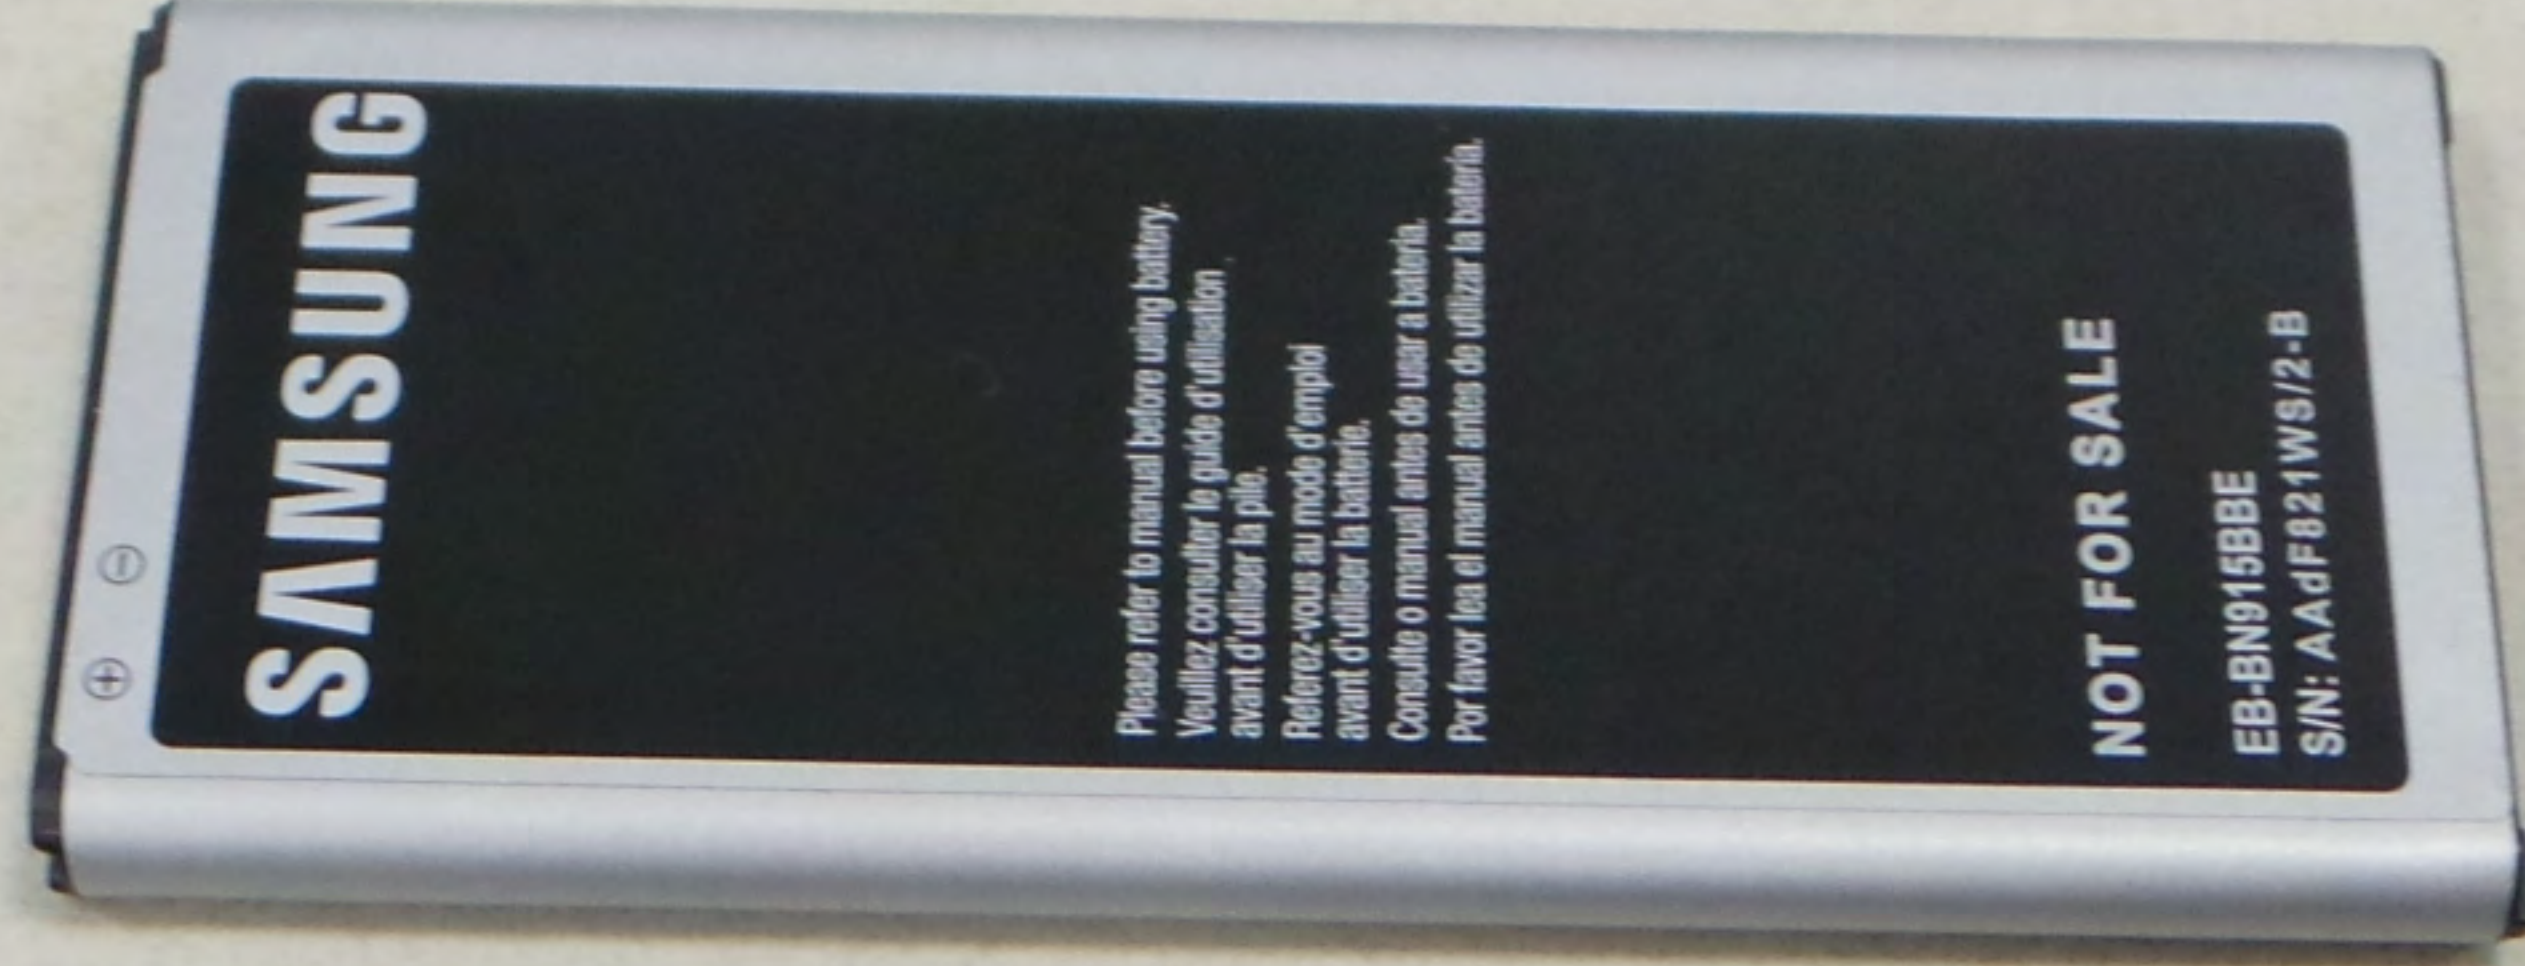 SAMSUNG
Please refer to manual before using battery.
Veuillez consulter le guide d'utilisation
avant d'utiliser la pile.
Referez-vous au mode d'emploi
avant d'utiliser la batterie.
Consulte o manual antes de usar a bateria.
Por favor lea el manual antes de utilizar la batería.
NOT FOR SALE
EB-BN915BBE
S/N: AAdF821WS/2-B